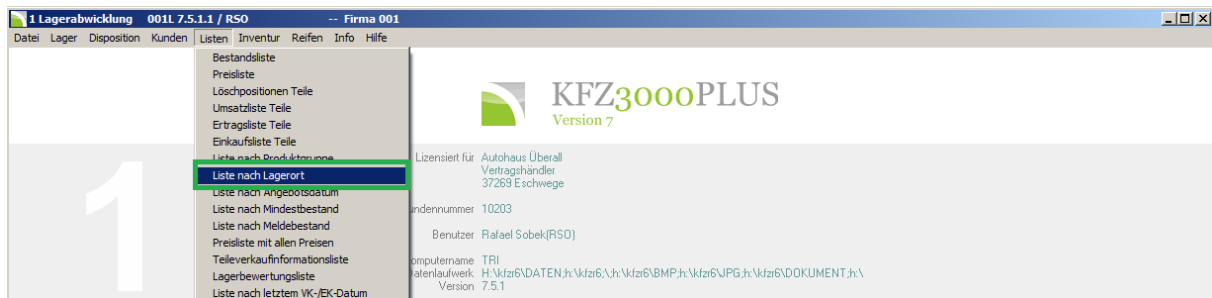 1 Lagerabwicklung 001L 7.5.1.1 / RSO -- Firma 001
Datei Lager Disposition Kunden Listen Inventur Reifen Info Hilfe
Bestandsliste
Preisliste
Löschpositionen Teile
Umsatzliste Teile
Ertragsliste Teile
Einkaufsliste Teile
Liste nach Produktgruppe
Liste nach Lagerort
Liste nach Angebotsdatum
Liste nach Mindestbestand
Liste nach Meldebestand
Preisliste mit allen Preisen
Teileverkaufinformationsliste
Lagerbewertungsliste
Liste nach letztem VK-/EK-Datum
KFZ3000PLUS
Version 7
1
Lizensiert für Autohaus Überall
Vertragshändler
37269 Eschwege
undennummer 10203
Benutzer Rafael Sobek(RSO)
omputername TRI
atenlaufwerk H:\kfzr6\DATEN;h:\kfzr6;\;h:\kfzr6\BMP;h:\kfzr6\JPG;h:\kfzr6\DOKUMENT;h:\
Version 7.5.1